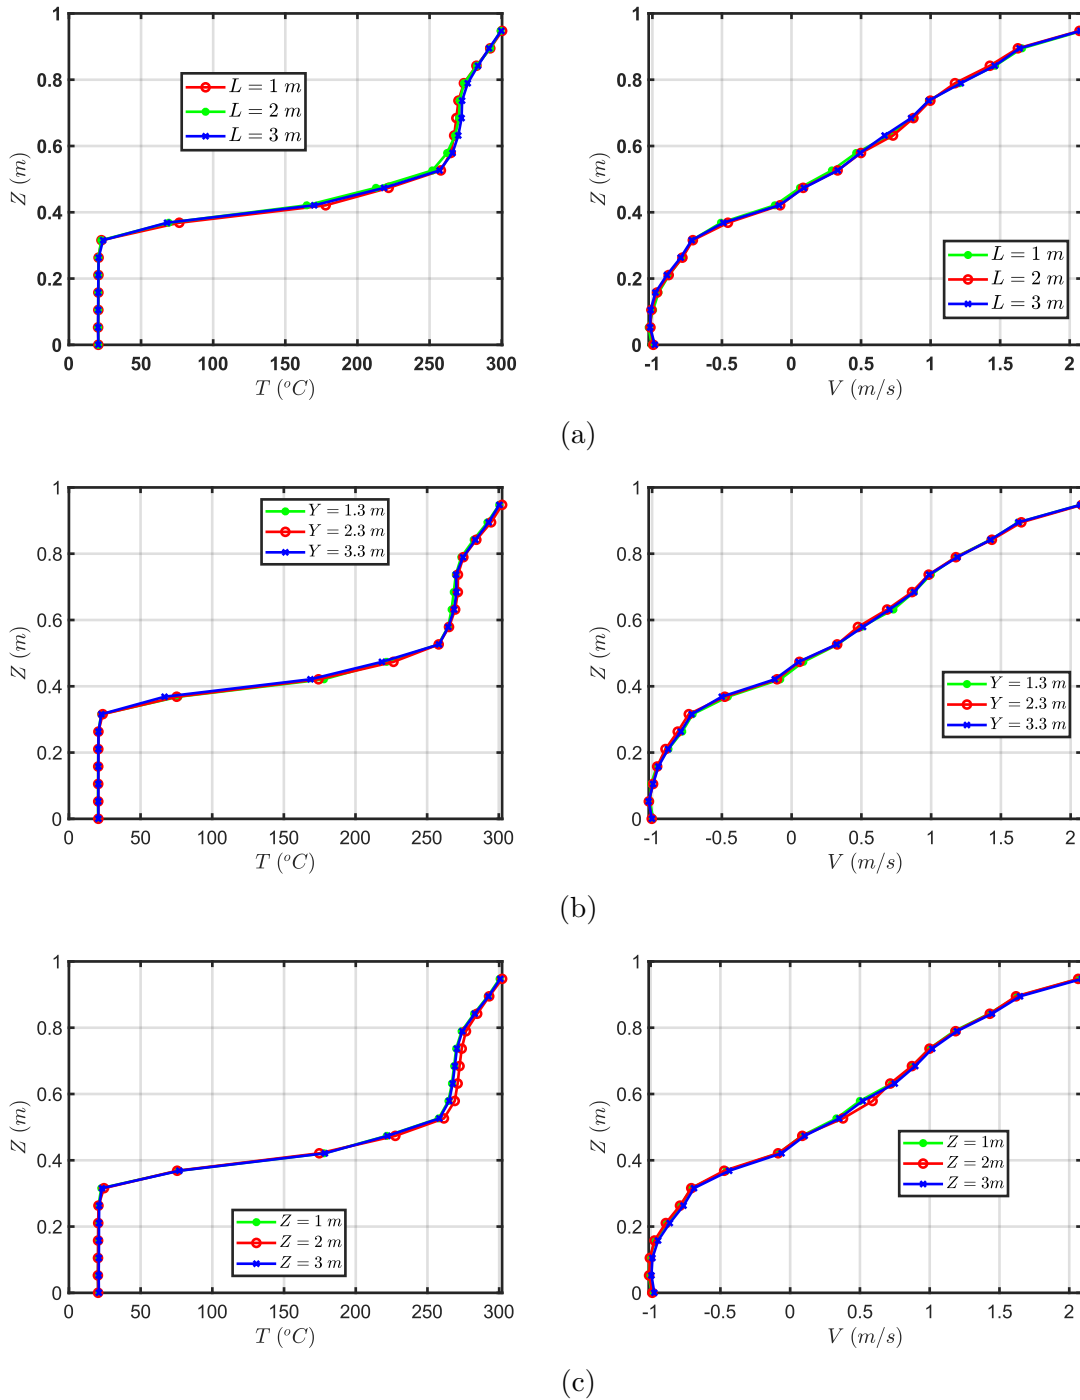 1
0.8
0.6
0.4
0.2
0
Z (m)
L = 1 m
L = 2 m
L = 3 m
0 50 100 150 200 250 300
T (°C)
1
0.8
0.6
0.4
0.2
0
Z (m)
L = 1 m
L = 2 m
L = 3 m
-1 -0.5 0 0.5 1 1.5 2
V (m/s)
(a)
1
0.8
0.6
0.4
0.2
0
Z (m)
Y = 1.3 m
Y = 2.3 m
Y = 3.3 m
0 50 100 150 200 250 300
T (°C)
1
0.8
0.6
0.4
0.2
0
Z (m)
Y = 1.3 m
Y = 2.3 m
Y = 3.3 m
-1 -0.5 0 0.5 1 1.5 2
V (m/s)
(b)
1
0.8
0.6
0.4
0.2
0
Z (m)
Z = 1 m
Z = 2 m
Z = 3 m
0 50 100 150 200 250 300
T (°C)
1
0.8
0.6
0.4
0.2
0
Z (m)
Z = 1m
Z = 2m
Z = 3m
-1 -0.5 0 0.5 1 1.5 2
V (m/s)
(c)